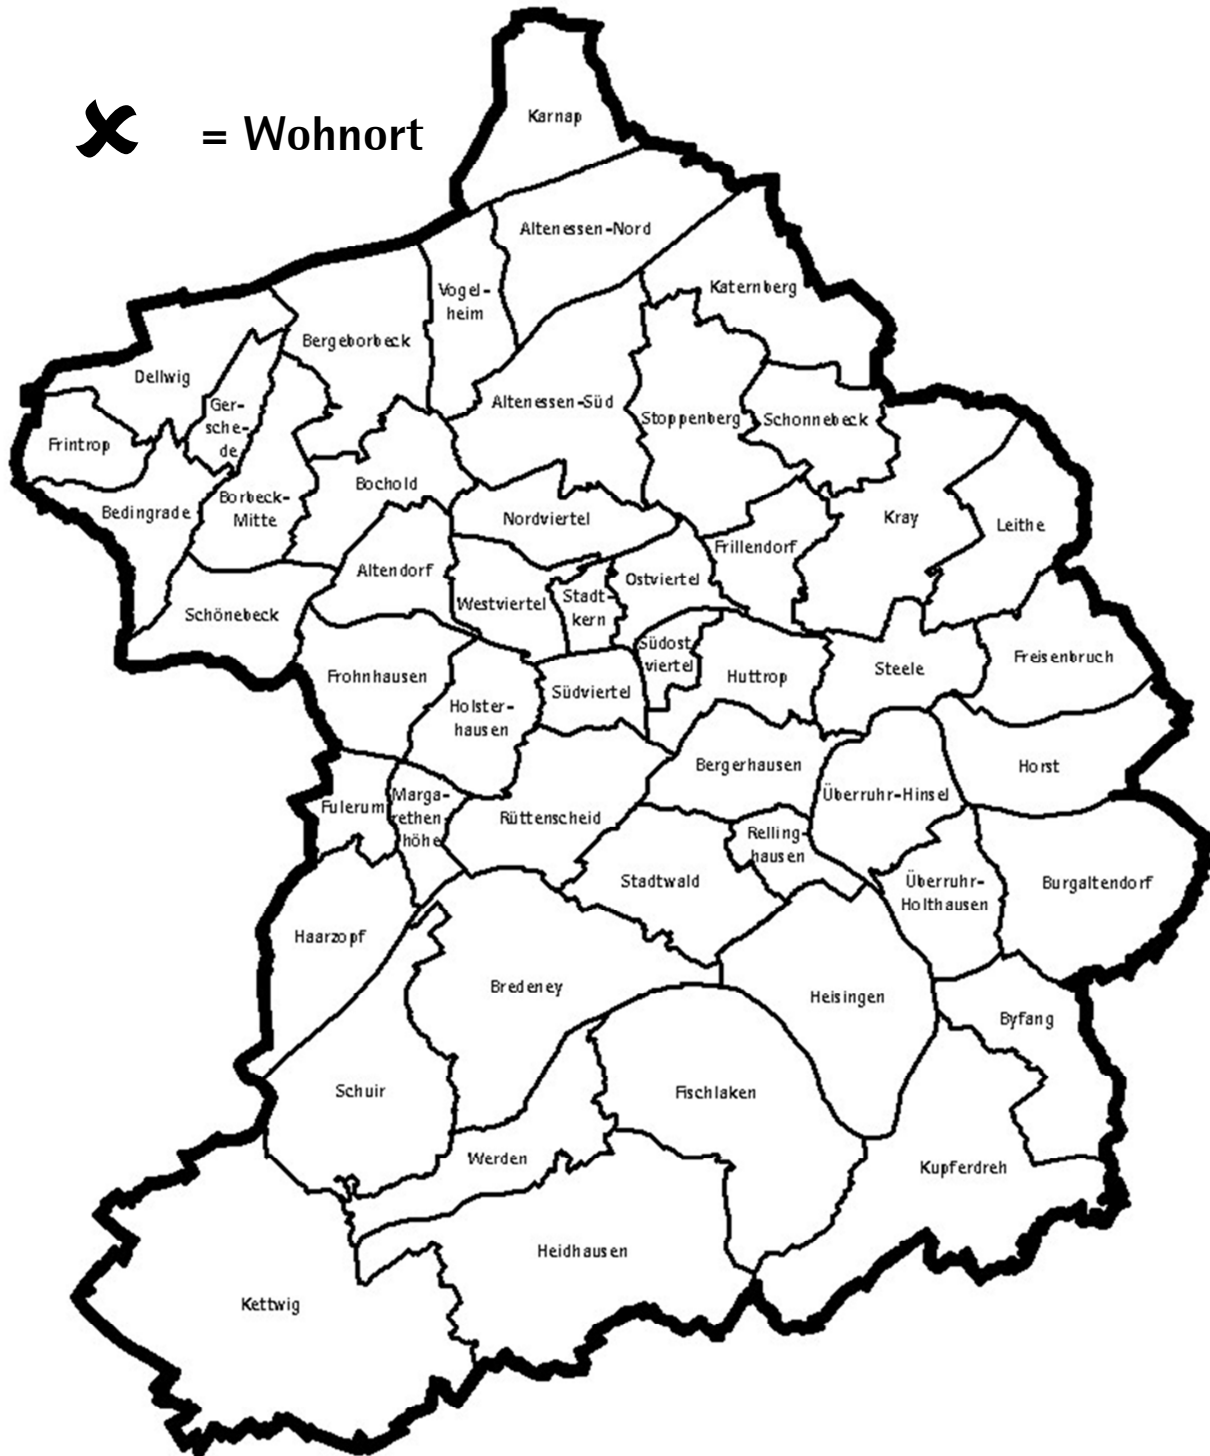 Karnap
✘ = Wohnort
Altenessen-Nord
Katernberg
Vogel-
heim
Bergeborbeck
Dellwig
Ger-
sche-
de
Altenessen-Süd
Stoppenberg
Schonnebeck
Frintrop
Bochold
Borbeck-
Mitte
Bedingrade
Nordviertel
Kray
Leithe
Frillendorf
Altendorf
Ostviertel
Westviertel
Stadt-
kern
Schönebeck
Südost-
viertel
Freisenbruch
Steele
Frohnhausen
Huttrop
Südviertel
Holster-
hausen
Bergerhausen
Horst
Überruhr-Hinsel
Fulerum
Marga-
rethen-
höhe
Rüttenscheid
Relling-
hausen
Stadtwald
Überruhr-
Holthausen
Burgaltendorf
Haarzopf
Bredeney
Heisingen
Byfang
Schuir
Fischlaken
Werden
Kupferdreh
Heidhausen
Kettwig